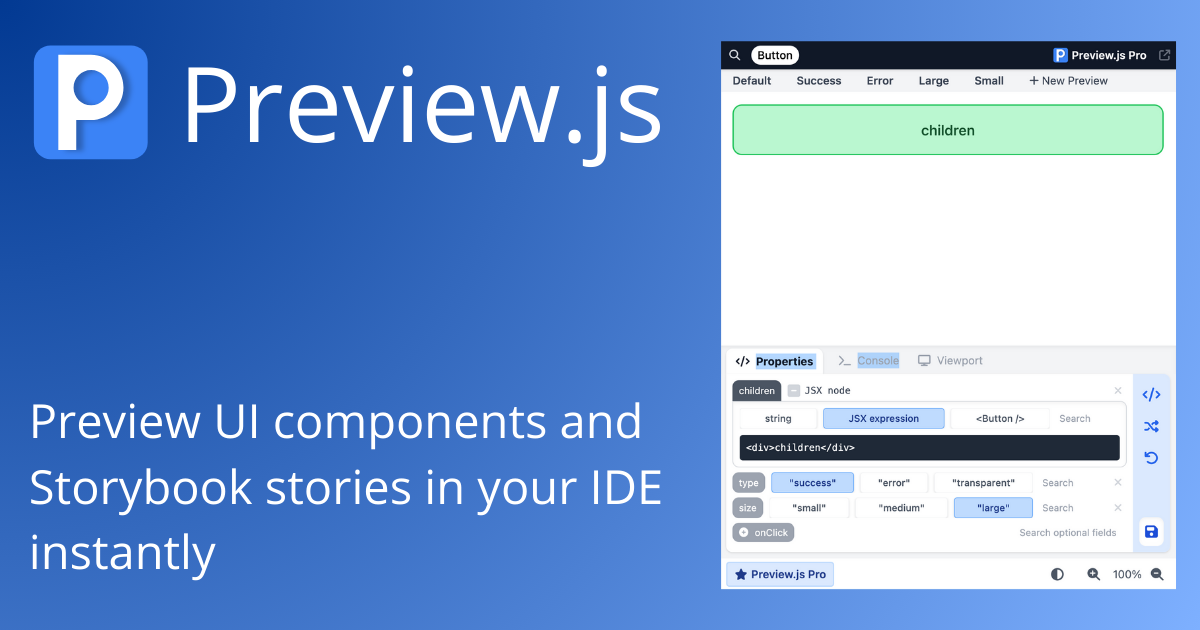 P Preview.js
Preview UI components and
Storybook stories in your IDE
instantly
Button
Preview.js Pro
Default Success Error Large Small + New Preview
children
</> Properties >_ Console Viewport
children JSX node
string JSX expression <Button /> Search
<div>children</div>
type "success" "error" "transparent" Search
size "small" "medium" "large" Search
onClick Search optional fields
Preview.js Pro 100%